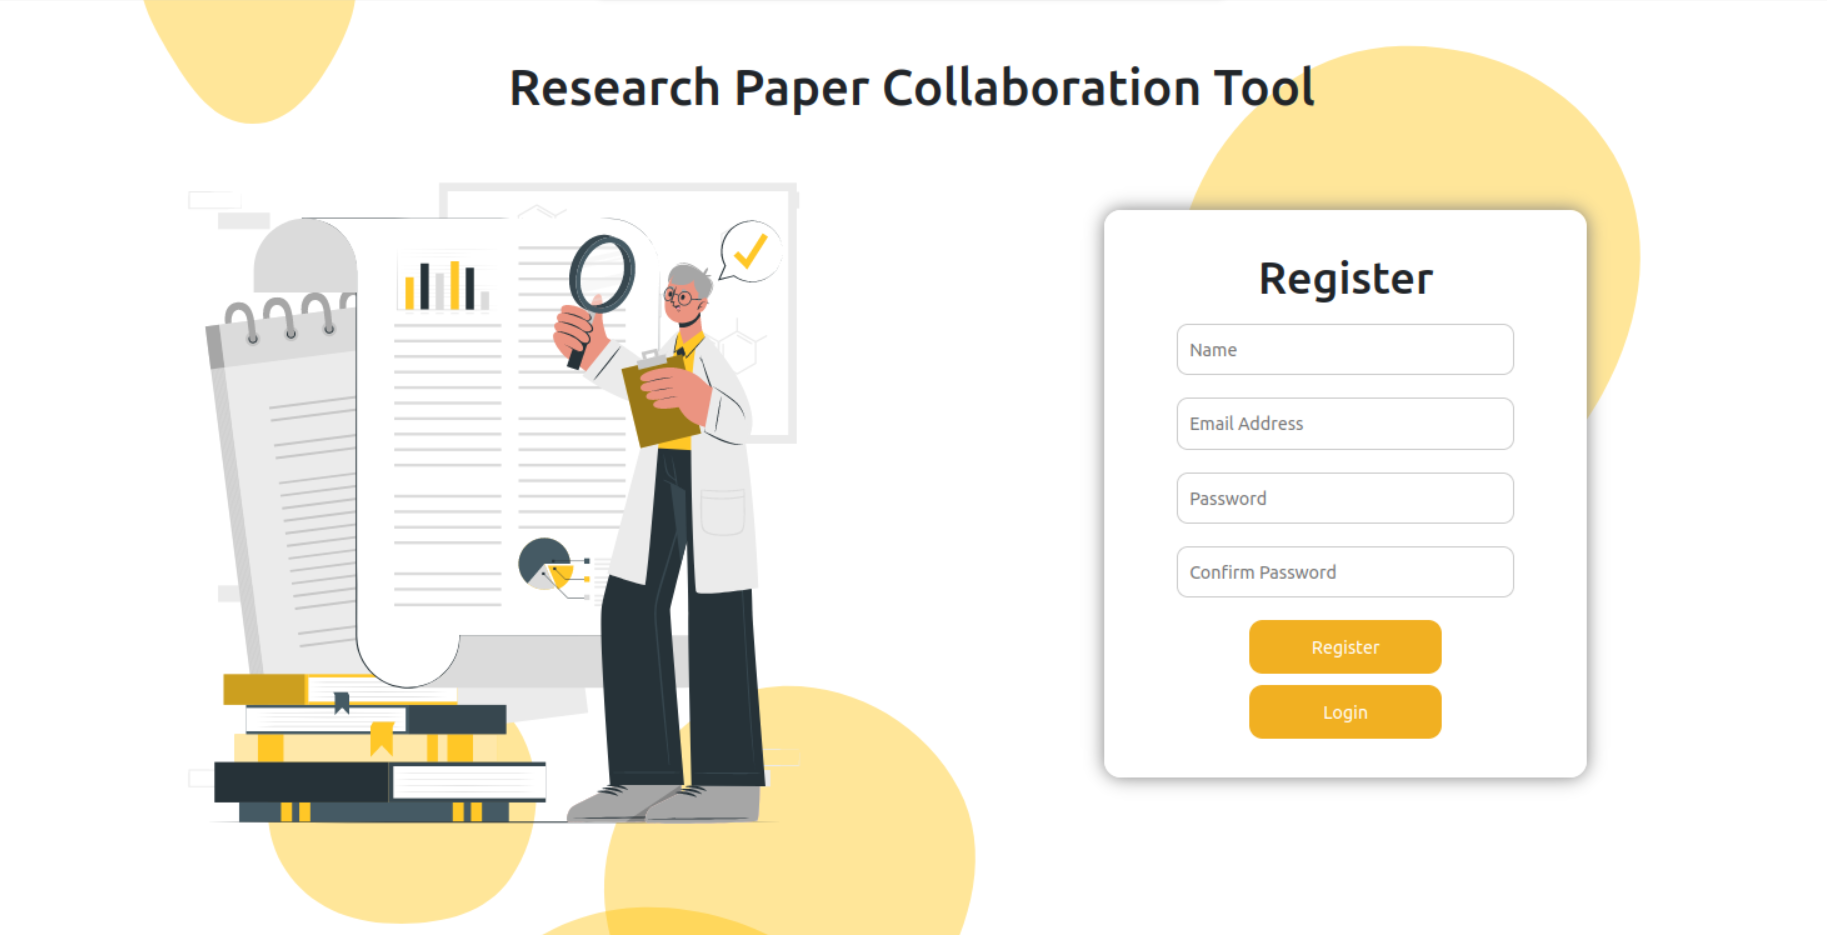 Research Paper Collaboration Tool
Register
Name
Email Address
Password
Confirm Password
Register
Login